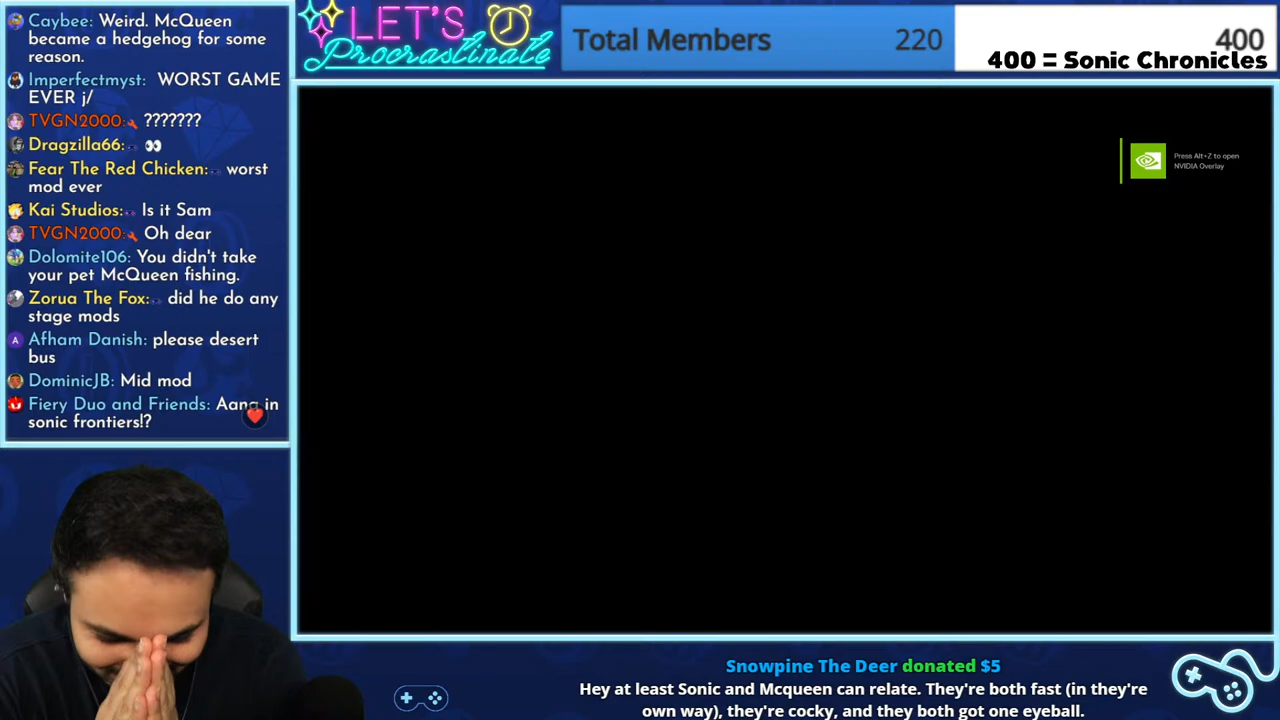 Caybee: Weird. McQueen
became a hedgehog for some
reason.
Imperfectmyst: WORST GAME
EVER j/
TVGN2000: ???????
Dragzilla66: 👀
Fear The Red Chicken: worst
mod ever
Kai Studios: Is it Sam
TVGN2000: Oh dear
Dolomite106: You didn't take
your pet McQueen fishing.
Zorua The Fox: did he do any
stage mods
A Afham Danish: please desert
bus
DominicJB: Mid mod
Fiery Duo and Friends: Aang in
sonic frontiers!?
LET'S
Procrastinate
Total Members 220 400
400 = Sonic Chronicles
Press Alt+Z to open
NVIDIA Overlay
Snowpine The Deer donated $5
Hey at least Sonic and Mcqueen can relate. They're both fast (in they're
own way), they're cocky, and they both got one eyeball.